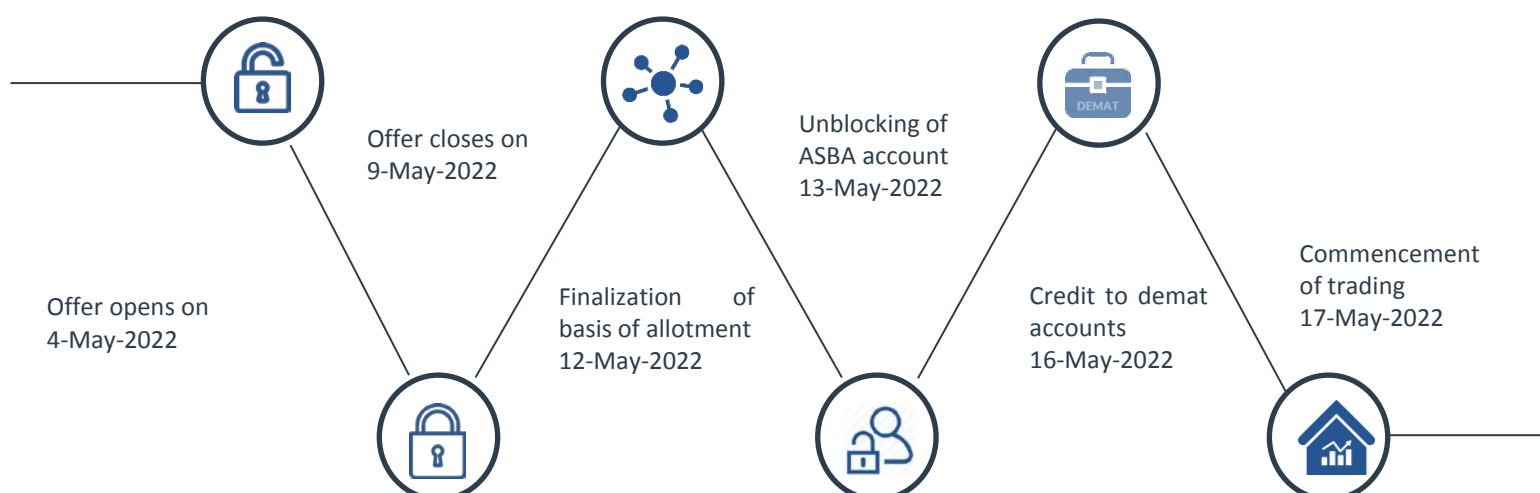 Offer opens on
4-May-2022
Offer closes on
9-May-2022
Finalization of
basis of allotment
12-May-2022
Unblocking of
ASBA account
13-May-2022
DEMAT
Credit to demat
accounts
16-May-2022
Commencement
of trading
17-May-2022